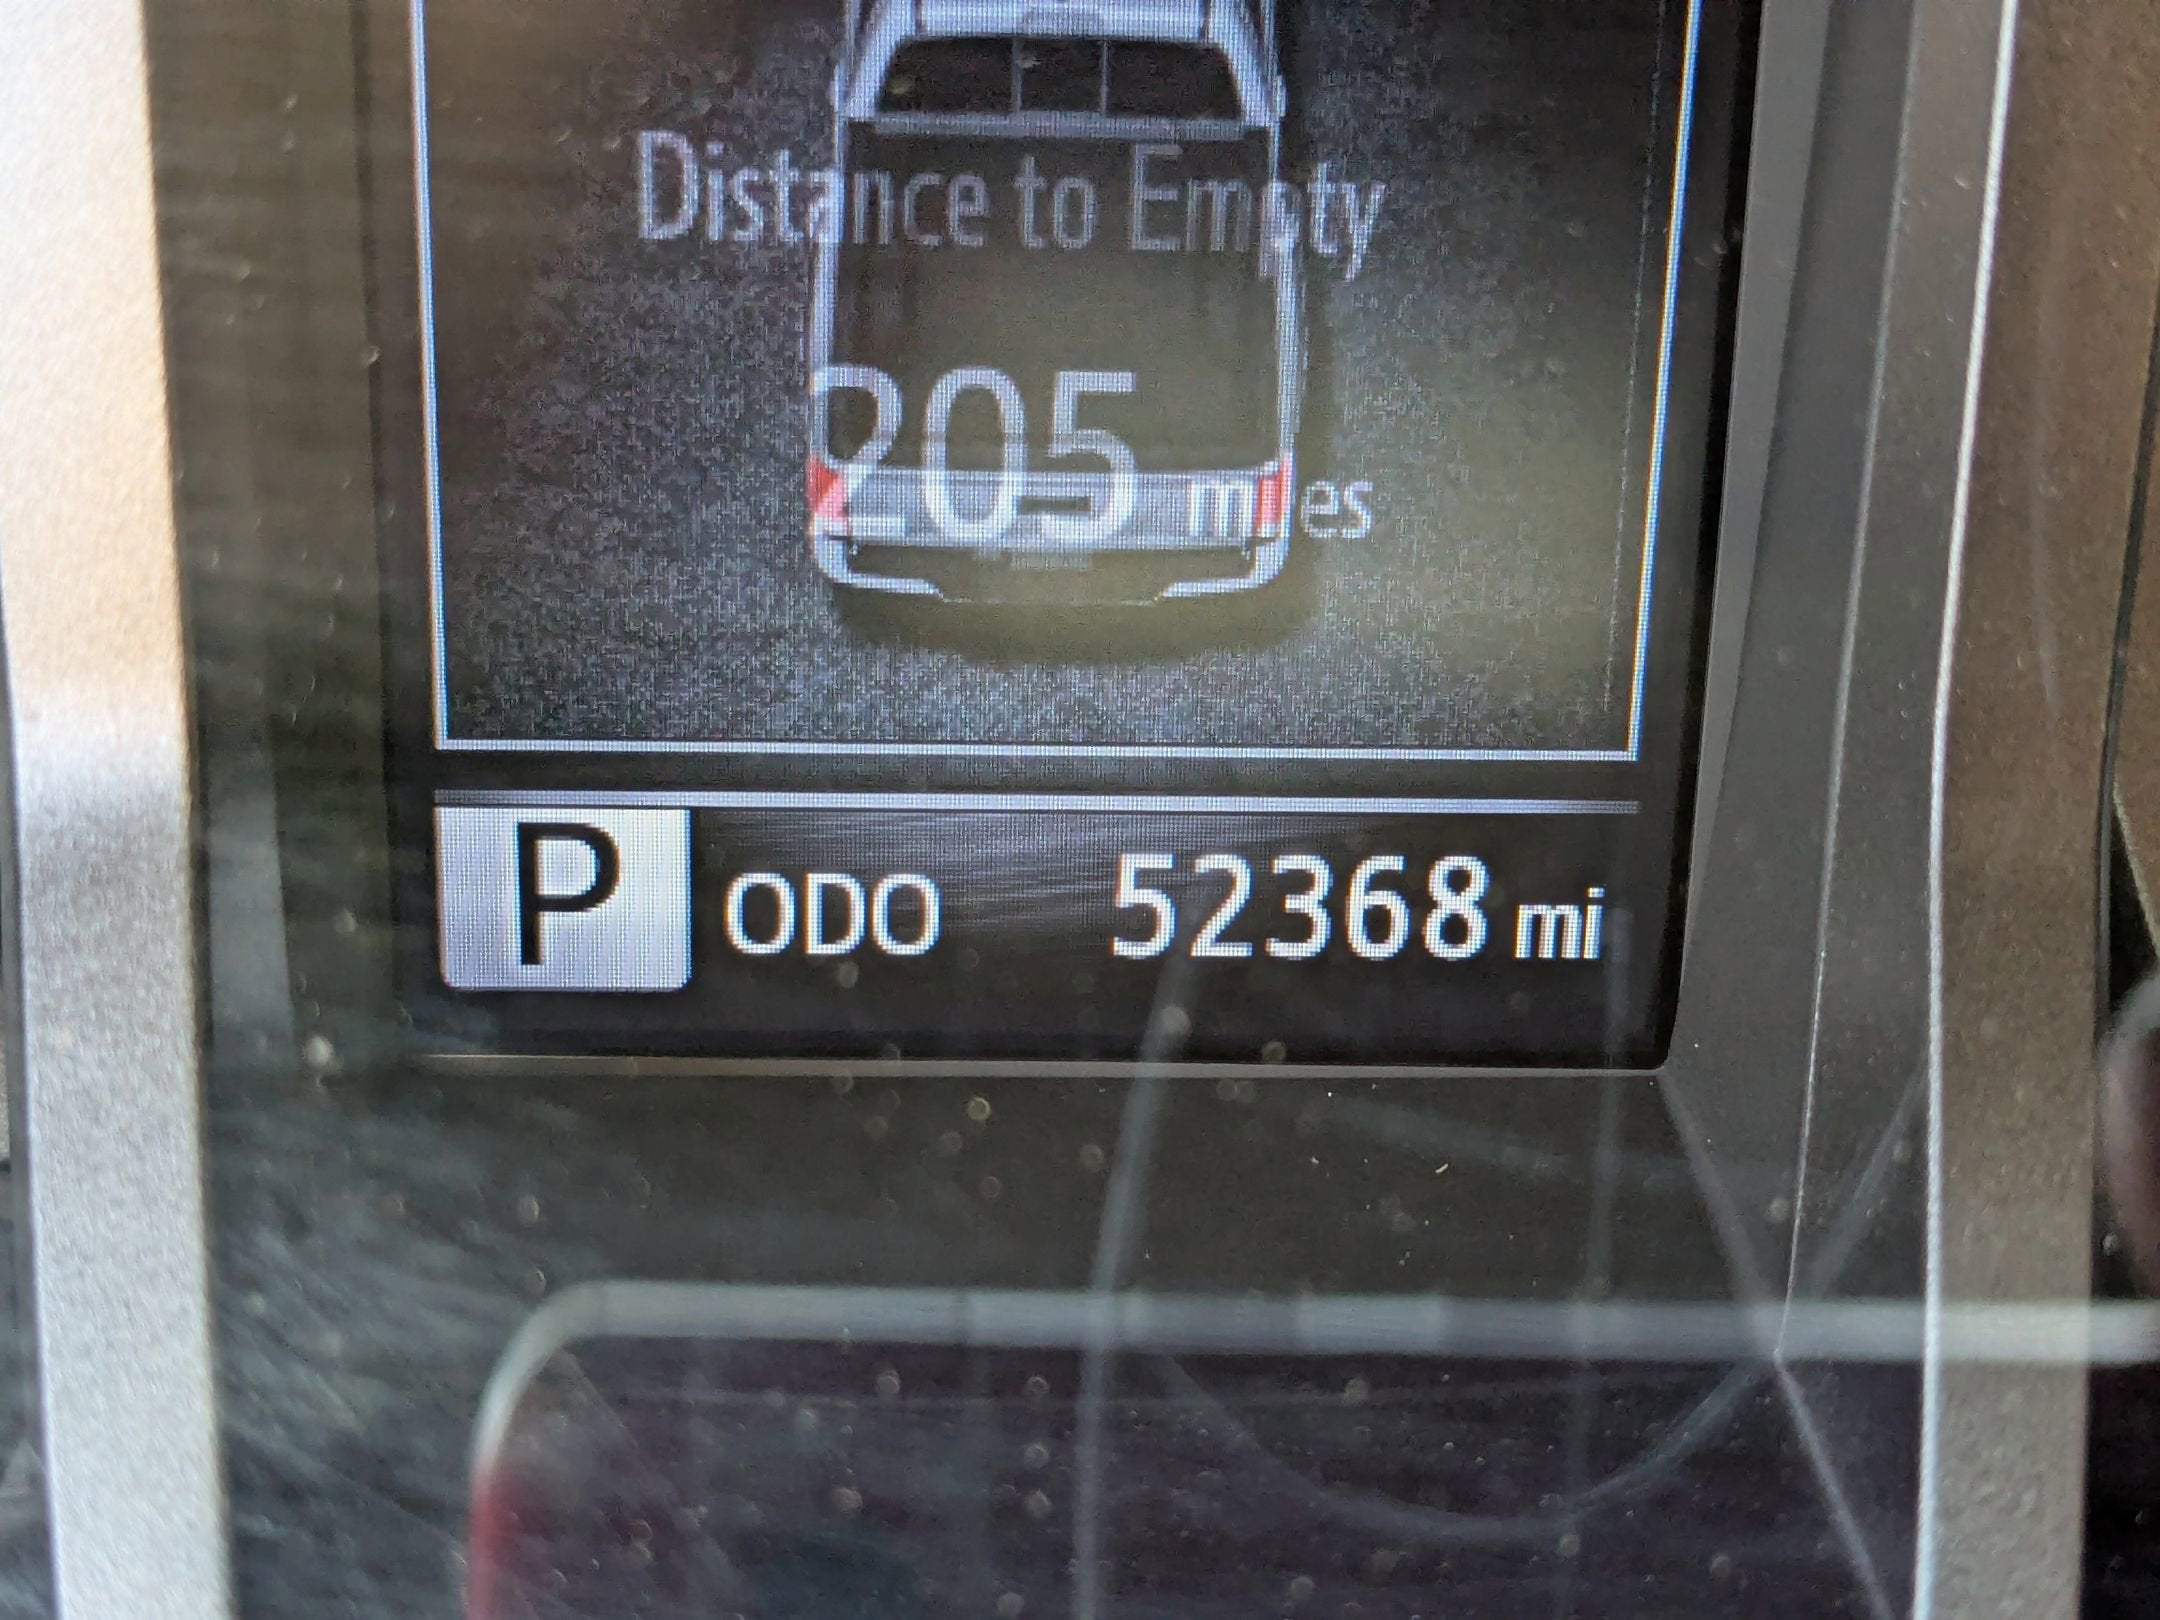 Distance to Empty
205 miles
P ODO 52368 mi